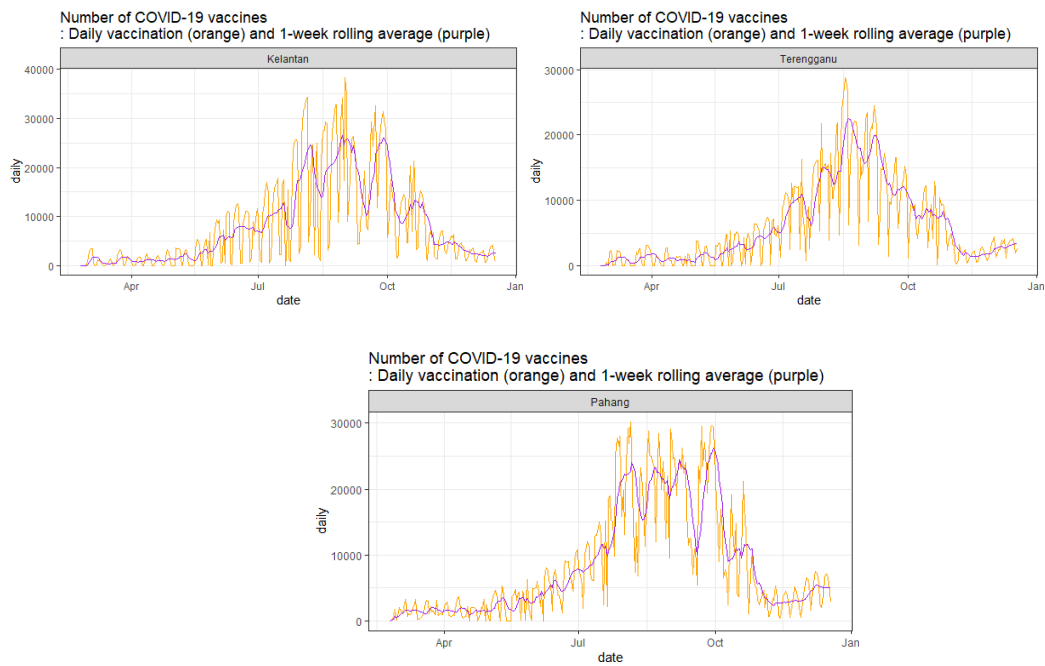 Number of COVID-19 vaccines
: Daily vaccination (orange) and 1-week rolling average (purple)
Kelantan
40000
30000
20000
10000
0
daily
Apr
Jul
Oct
Jan
date
Number of COVID-19 vaccines
: Daily vaccination (orange) and 1-week rolling average (purple)
Terengganu
30000
20000
10000
0
daily
Apr
Jul
Oct
Jan
date
Number of COVID-19 vaccines
: Daily vaccination (orange) and 1-week rolling average (purple)
Pahang
30000
20000
10000
0
daily
Apr
Jul
Oct
Jan
date